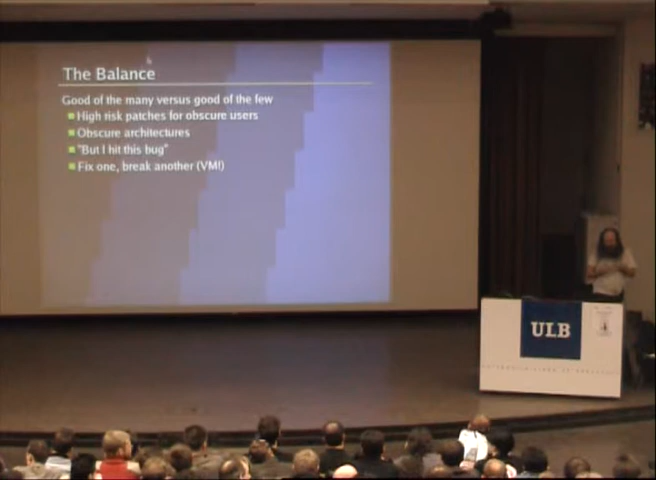 The Balance
Good of the many versus good of the few
High risk patches for obscure users
Obscure architectures
"But I hit this bug"
Fix one, break another (VM!)
ULB